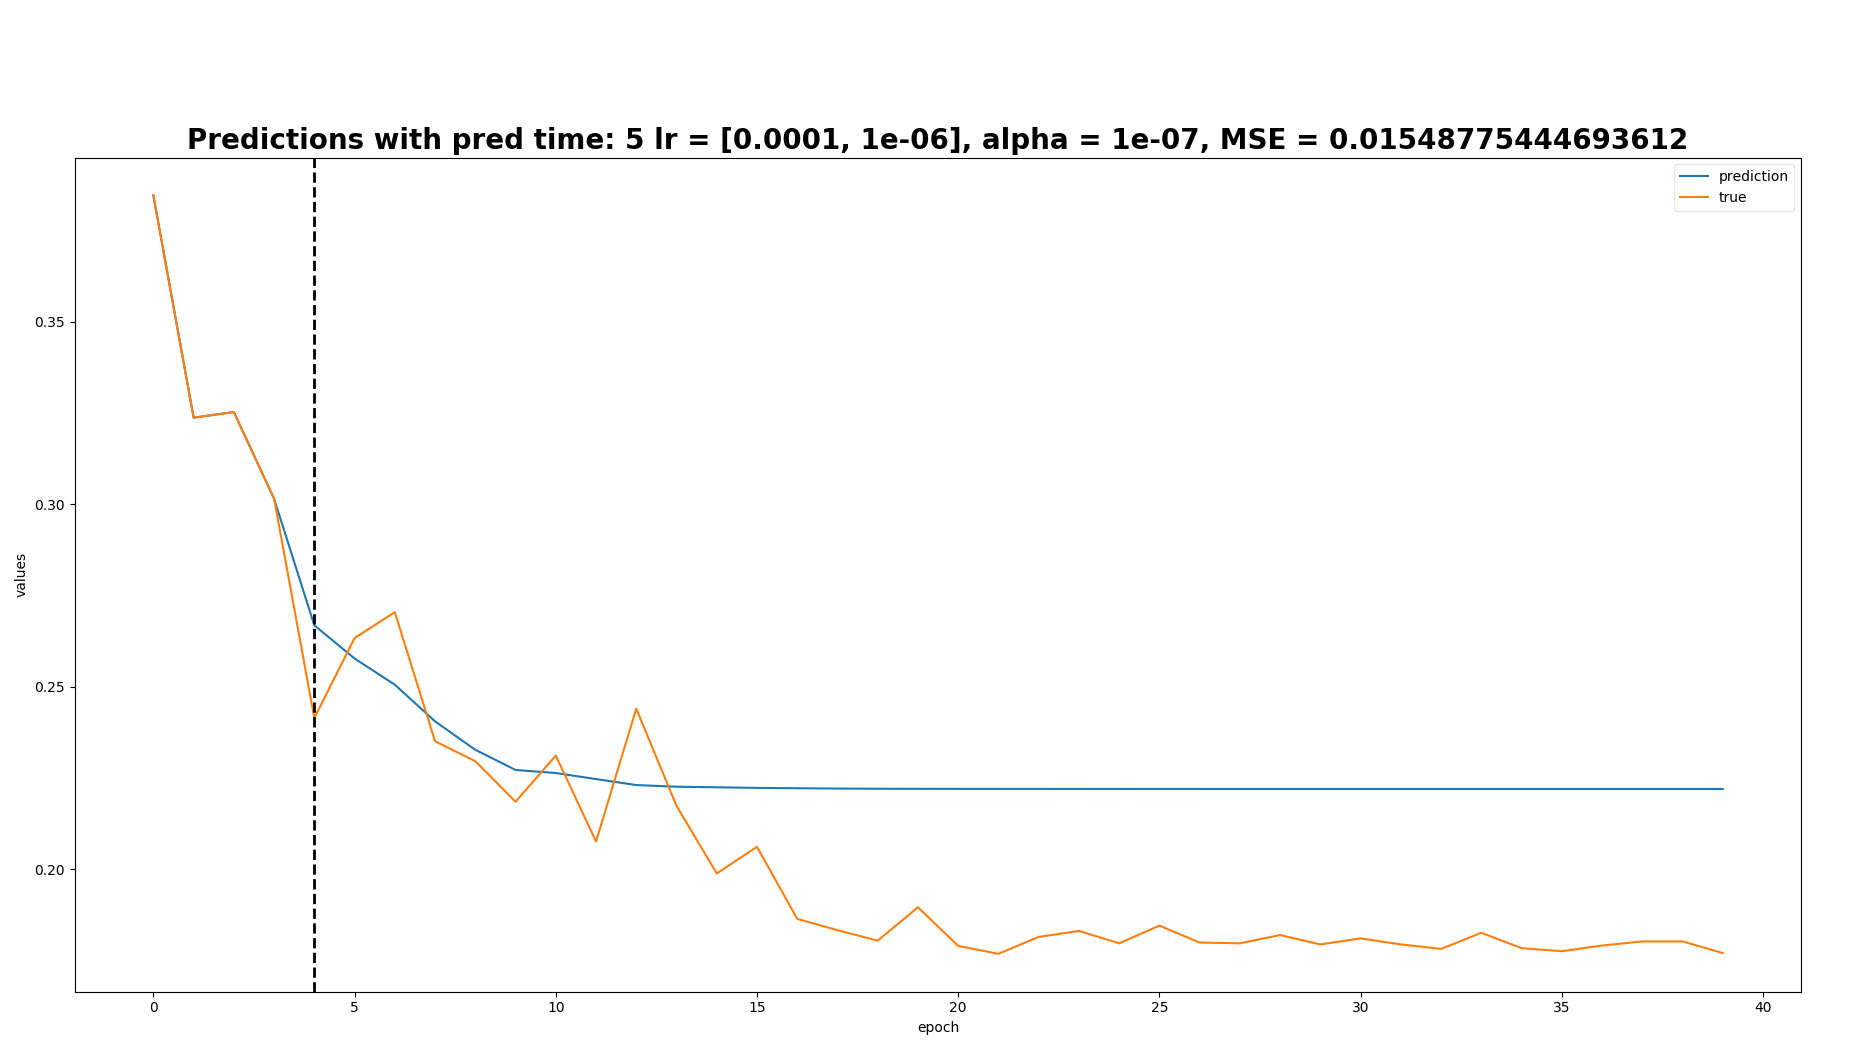 Predictions with pred time: 5 lr = [0.0001, 1e-06], alpha = 1e-07, MSE = 0.01548775444693612
prediction
true
0.35
0.30
0.25
0.20
values
0 5 10 15 20 25 30 35 40
epoch